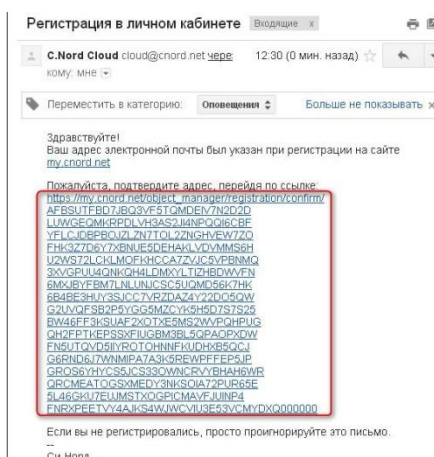 Регистрация в личном кабинете Входящие x
C.Nord Cloud cloud@cnord.net чере 12:30 (0 мин. назад)
кому: мне
Переместить в категорию: Оповещения Больше не показывать x
Здравствуйте!
Ваш адрес электронной почты был указан при регистрации на сайте
my.cnord.net
Пожалуйста, подтвердите адрес, перейдя по ссылке:
https://my.cnord.net/object_manager/registration/confirm/
AFBSUTFBD7JBQ3VF5TQMDEIV7N2D2D
LUWGEQMKRPDLVH3AS2JI4NPQQI6CBF
YFLCJDBPBOJZLZN7TOL2ZNGHVEW7ZO
FHK3Z7D6Y7XBNUE5DEHAKLVDVMMS6H
U2WS72LCKLMOFKHCCA7ZVJC5VPBNMQ
3XVGPUU4QNKQH4LDMXYLTIZHBDWVFN
6MXJBYFBM7LNLUNJCSC5UQMD56K7HK
6B4BE3HUY3SJCC7VRZDAZ4Y22DO5QW
G2UVQFSB2P5YGG5MZCYK5H5D7S7S25
BW46FF3KSUAF2XOTXE5MS2WVPQHPUG
QH2FPTKEPSSXFIUGBM3BL5QPAOPXDW
FN5UTQVD5IIYROTOHNNFKUDHXB5QCJ
G6RND6J7WNMIPA7A3K5REWPFFEP5JP
GROS6YHYCS5JCS33OWNCRVYBHAH6WR
QRCMEATOGSXMEDY3NKSOIA72PUR65E
5L46GKU7EUJMSTXOGPICMAVFJUINP4
FNRXPEETVY4AJKS4WJWCVIU3E53VCMYDXQ000000
Если вы не регистрировались, просто проигнорируйте это письмо.
--
Си-Норд